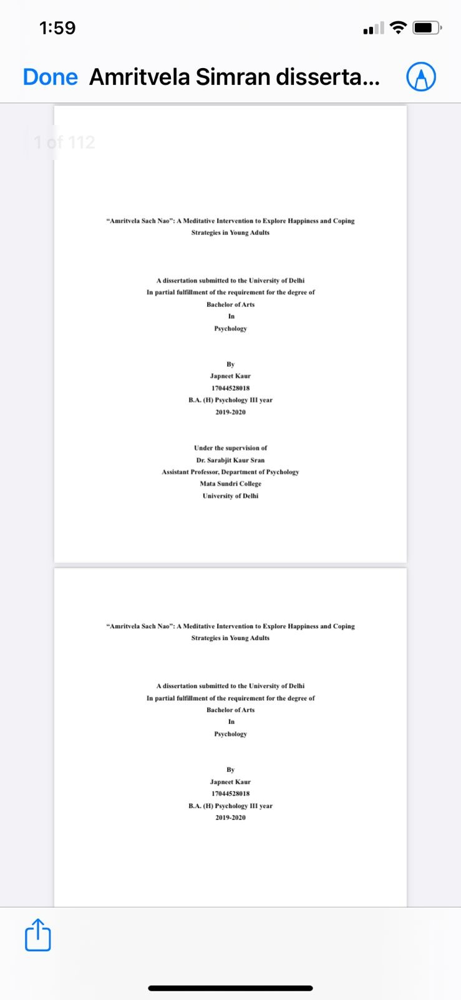 1:59
Done Amritvela Simran disserta...
1 of 112
“Amritvela Sach Nao”: A Meditative Intervention to Explore Happiness and Coping
Strategies in Young Adults
A dissertation submitted to the University of Delhi
In partial fulfillment of the requirement for the degree of
Bachelor of Arts
In
Psychology
By
Japneet Kaur
17044528018
B.A. (H) Psychology III year
2019-2020
Under the supervision of
Dr. Sarabjit Kaur Sran
Assistant Professor, Department of Psychology
Mata Sundri College
University of Delhi
“Amritvela Sach Nao”: A Meditative Intervention to Explore Happiness and Coping
Strategies in Young Adults
A dissertation submitted to the University of Delhi
In partial fulfillment of the requirement for the degree of
Bachelor of Arts
In
Psychology
By
Japneet Kaur
17044528018
B.A. (H) Psychology III year
2019-2020